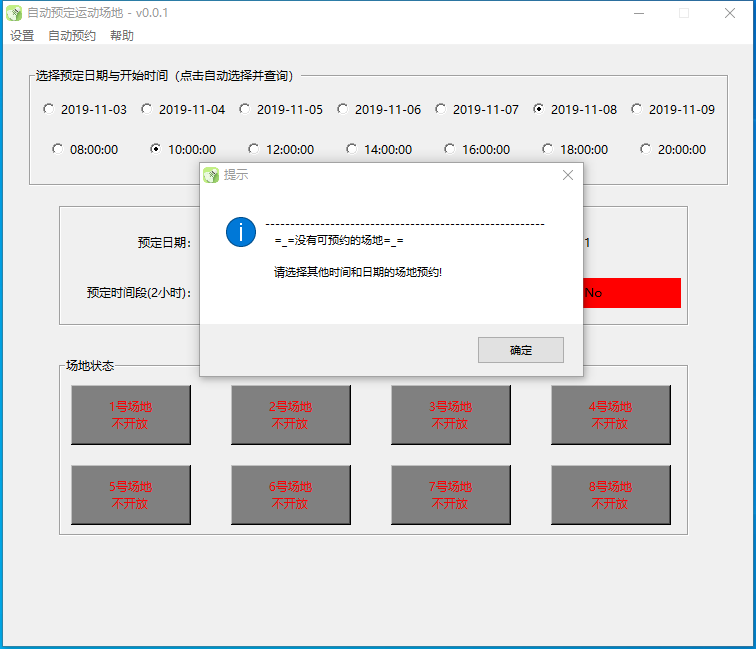 自动预定运动场地 - v0.0.1
设置 自动预约 帮助
选择预定日期与开始时间（点击自动选择并查询）
2019-11-03 2019-11-04 2019-11-05 2019-11-06 2019-11-07 2019-11-08 2019-11-09
08:00:00 10:00:00 12:00:00 14:00:00 16:00:00 18:00:00 20:00:00
提示
----------------------------------------------------------
=_=没有可预约的场地=_=
请选择其他时间和日期的场地预约!
确定
预定日期: 1
预定时间段(2小时): No
场地状态
1号场地 2号场地 3号场地 4号场地
不开放 不开放 不开放 不开放
5号场地 6号场地 7号场地 8号场地
不开放 不开放 不开放 不开放